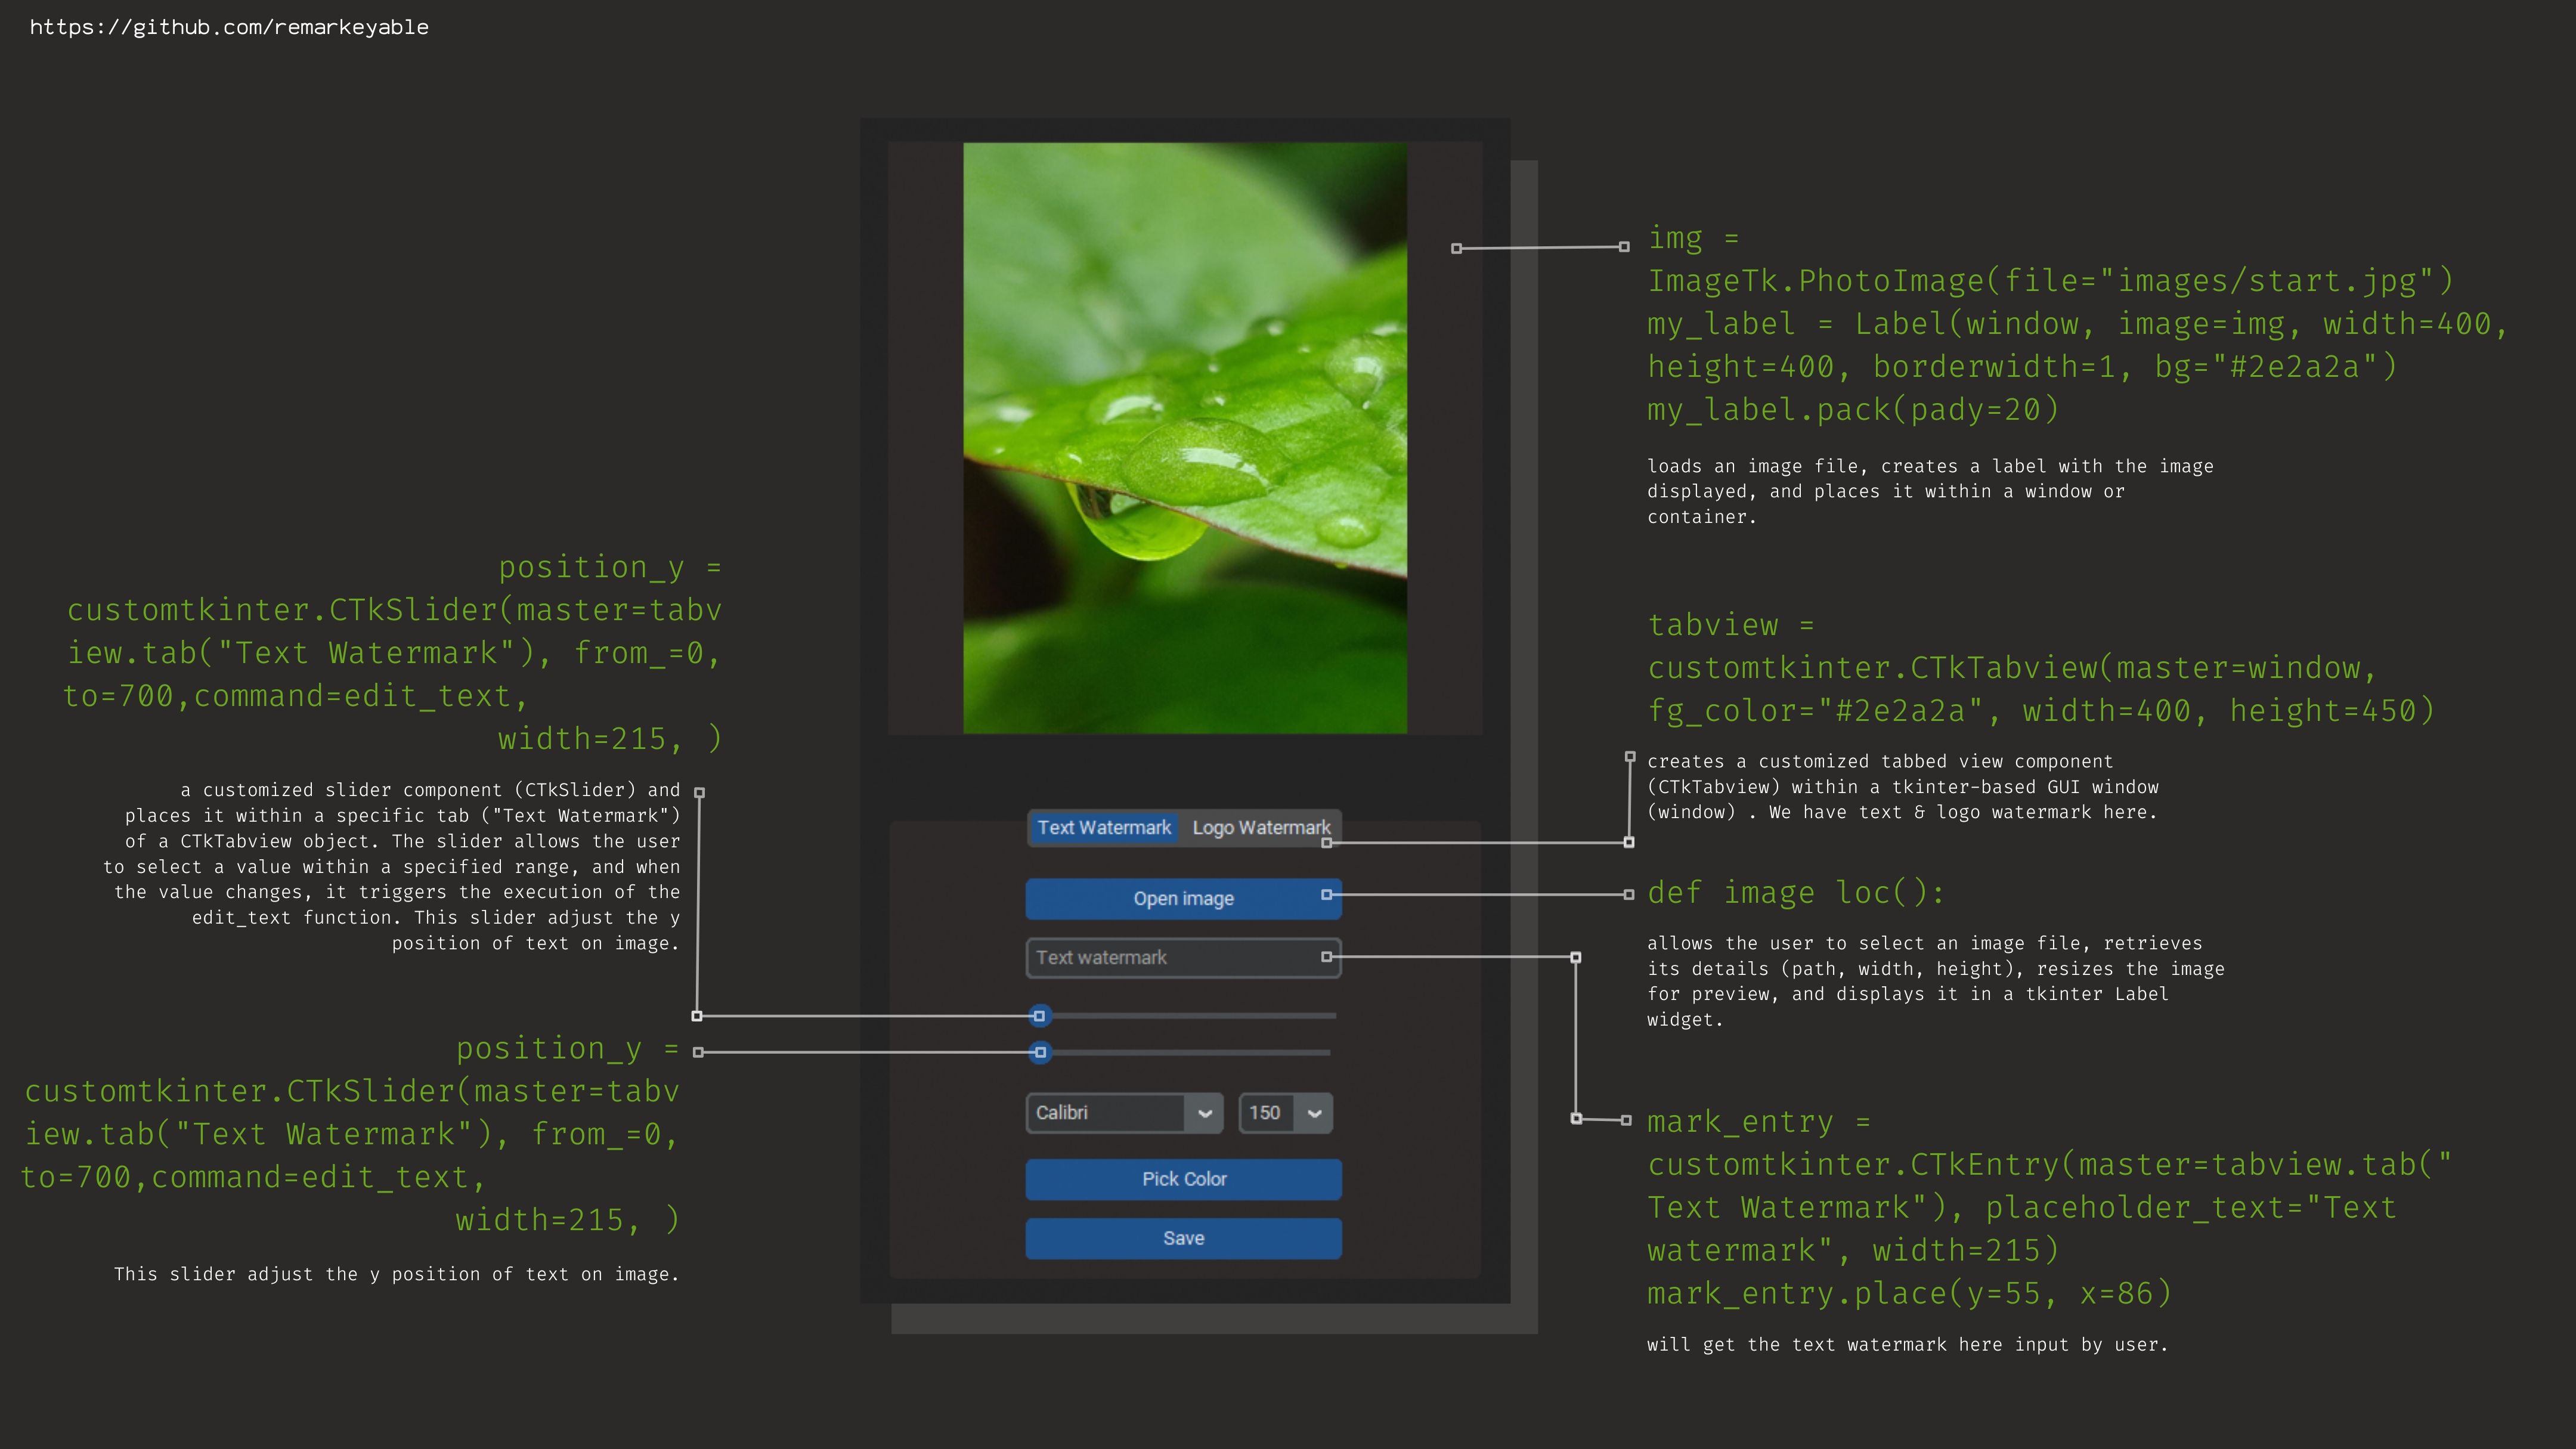 https://github.com/remarkeyable
position_y =
customtkinter.CTkSlider(master=tabv
iew.tab("Text Watermark"), from_=0,
to=700,command=edit_text,
width=215, )
a customized slider component (CTkSlider) and
places it within a specific tab ("Text Watermark")
of a CTkTabview object. The slider allows the user
to select a value within a specified range, and when
the value changes, it triggers the execution of the
edit_text function. This slider adjust the y
position of text on image.
position_y =
customtkinter.CTkSlider(master=tabv
iew.tab("Text Watermark"), from_=0,
to=700,command=edit_text,
width=215, )
This slider adjust the y position of text on image.
Text Watermark Logo Watermark
Open image
Text watermark
Calibri 150
Pick Color
Save
img =
ImageTk.PhotoImage(file="images/start.jpg")
my_label = Label(window, image=img, width=400,
height=400, borderwidth=1, bg="#2e2a2a")
my_label.pack(pady=20)
loads an image file, creates a label with the image
displayed, and places it within a window or
container.
tabview =
customtkinter.CTkTabview(master=window,
fg_color="#2e2a2a", width=400, height=450)
creates a customized tabbed view component
(CTkTabview) within a tkinter-based GUI window
(window) . We have text & logo watermark here.
def image loc():
allows the user to select an image file, retrieves
its details (path, width, height), resizes the image
for preview, and displays it in a tkinter Label
widget.
mark_entry =
customtkinter.CTkEntry(master=tabview.tab("
Text Watermark"), placeholder_text="Text
watermark", width=215)
mark_entry.place(y=55, x=86)
will get the text watermark here input by user.